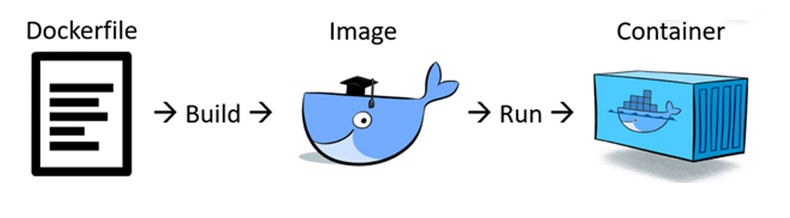 Dockerfile
Image
Container
→ Build →
→ Run →